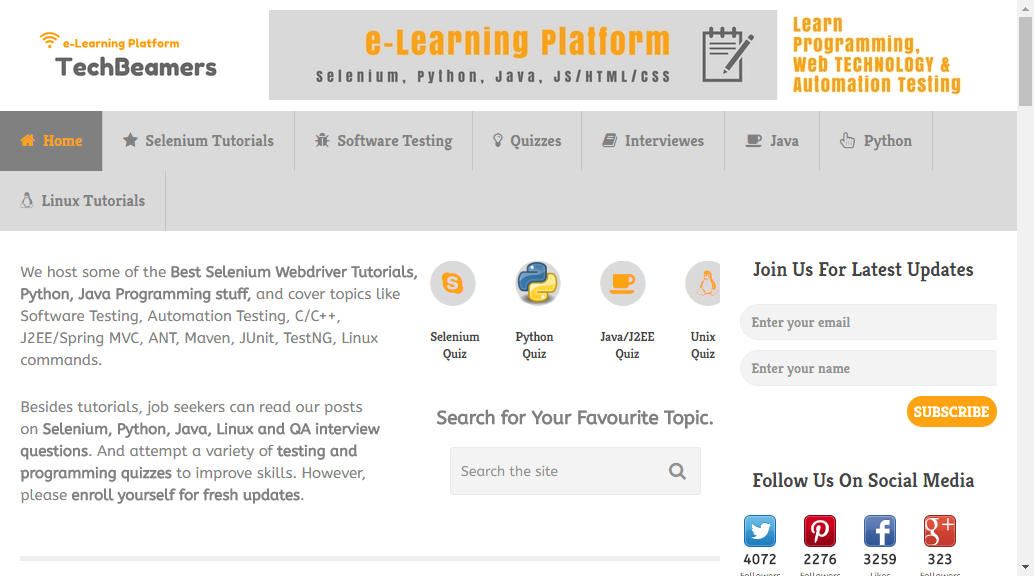 e-Learning Platform
TechBeamers
e-Learning Platform
Selenium, Python, Java, JS/HTML/CSS
Learn
Programming,
Web TECHNOLOGY &
Automation Testing
Home
Selenium Tutorials
Software Testing
Quizzes
Interviewes
Java
Python
Linux Tutorials
We host some of the Best Selenium Webdriver Tutorials,
Python, Java Programming stuff, and cover topics like
Software Testing, Automation Testing, C/C++,
J2EE/Spring MVC, ANT, Maven, JUnit, TestNG, Linux
commands.
Besides tutorials, job seekers can read our posts
on Selenium, Python, Java, Linux and QA interview
questions. And attempt a variety of testing and
programming quizzes to improve skills. However,
please enroll yourself for fresh updates.
Selenium
Quiz
Python
Quiz
Java/J2EE
Quiz
Unix
Quiz
Search for Your Favourite Topic.
Search the site
Join Us For Latest Updates
Enter your email
Enter your name
SUBSCRIBE
Follow Us On Social Media
4072
Followers
2276
Followers
3259
Likes
323
Followers